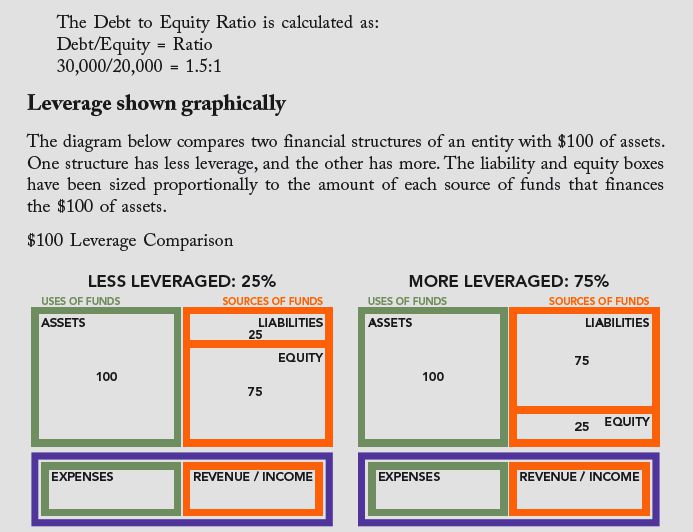 The Debt to Equity Ratio is calculated as:
Debt/Equity = Ratio
30,000/20,000 = 1.5:1
Leverage shown graphically
The diagram below compares two financial structures of an entity with $100 of assets.
One structure has less leverage, and the other has more. The liability and equity boxes
have been sized proportionally to the amount of each source of funds that finances
the $100 of assets.
$100 Leverage Comparison
LESS LEVERAGED: 25%
USES OF FUNDS
SOURCES OF FUNDS
ASSETS
100
LIABILITIES
25
EQUITY
75
EXPENSES
REVENUE / INCOME
MORE LEVERAGED: 75%
USES OF FUNDS
SOURCES OF FUNDS
ASSETS
100
LIABILITIES
75
25 EQUITY
EXPENSES
REVENUE / INCOME